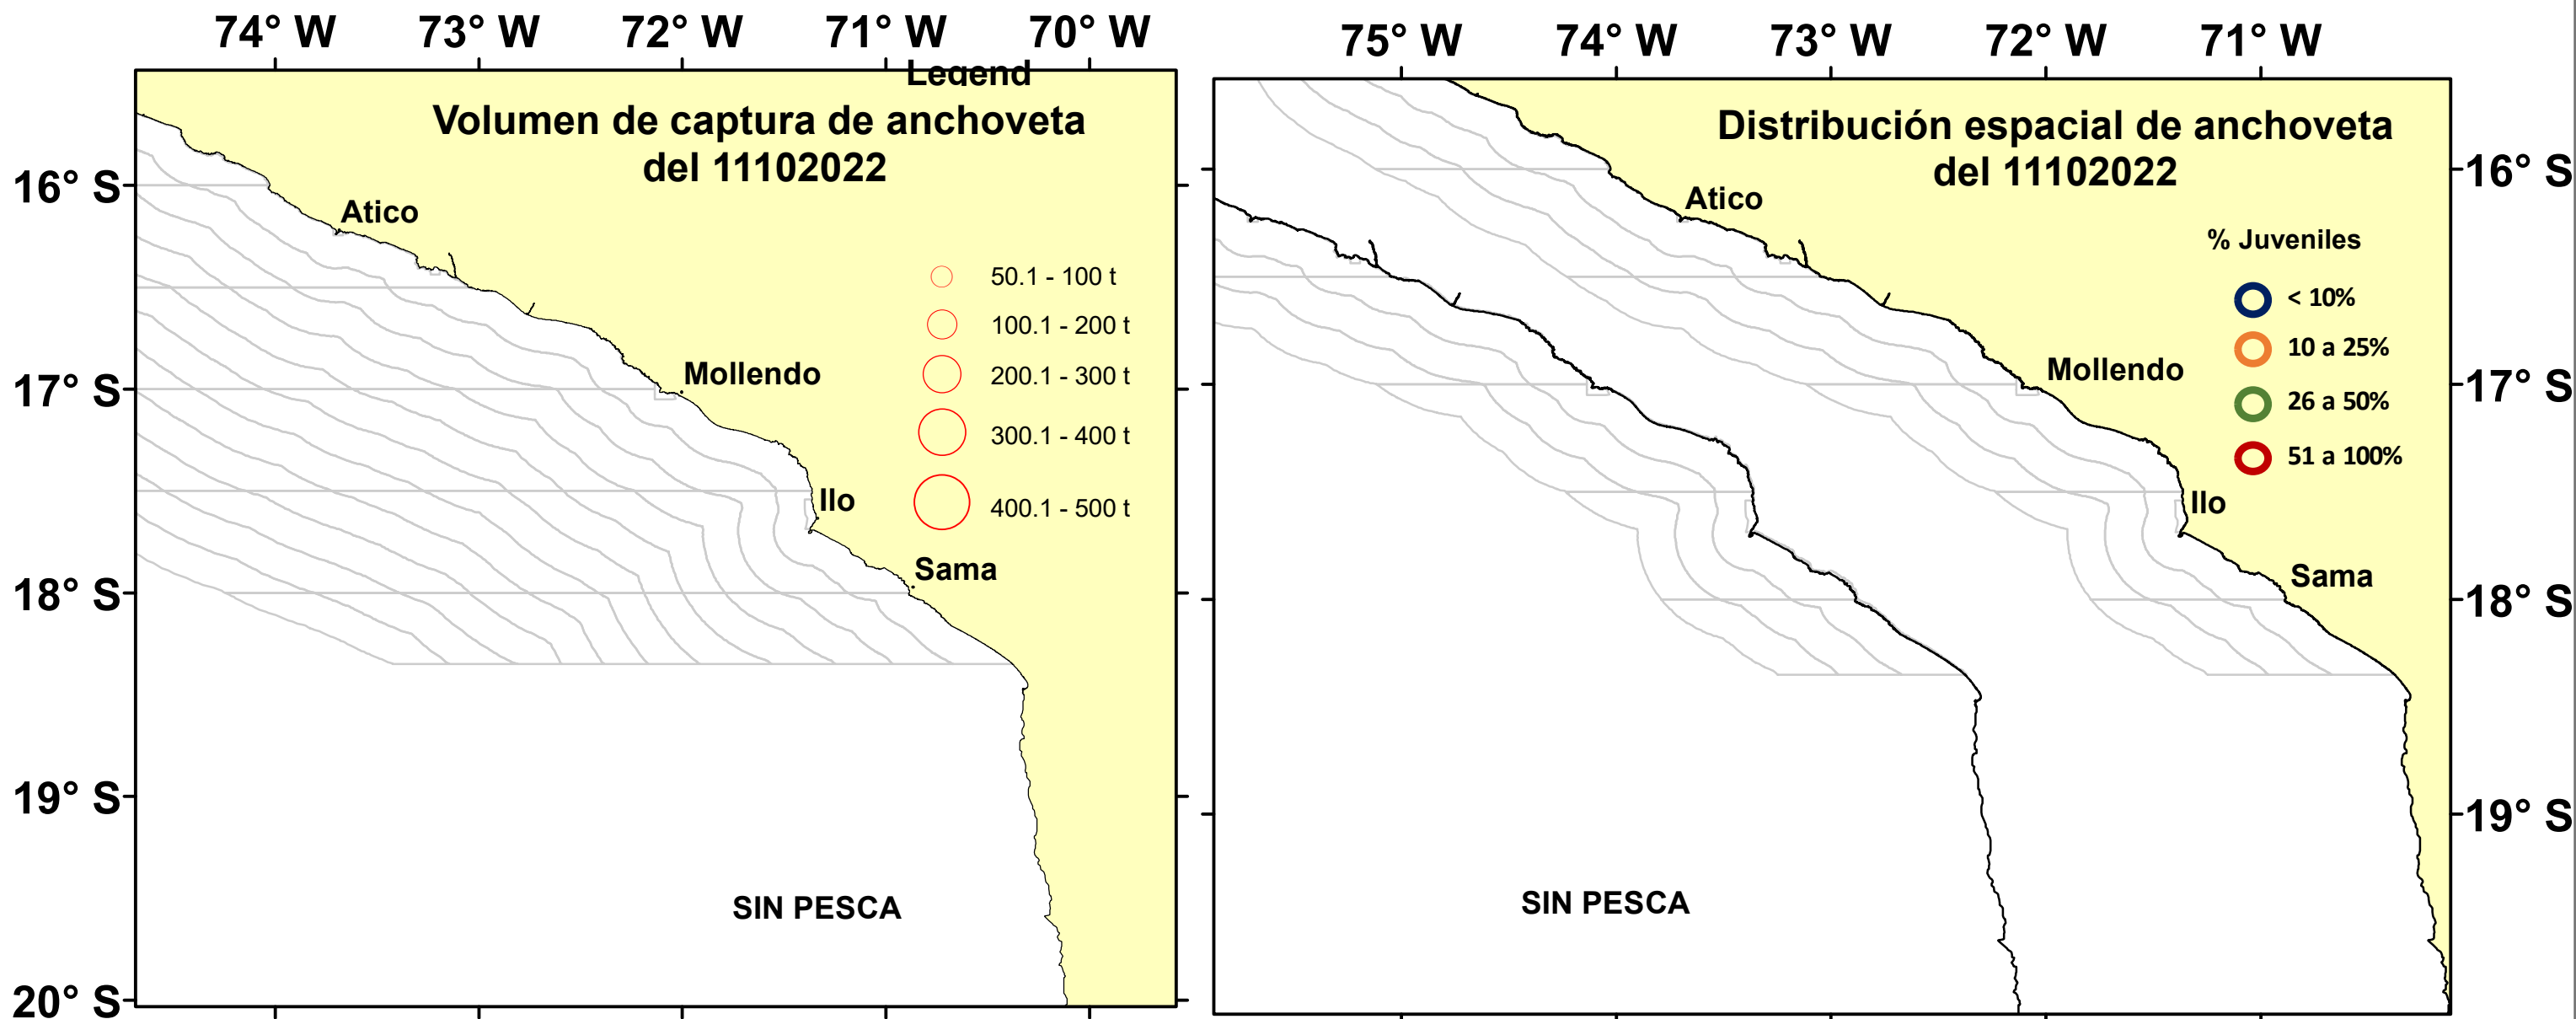 74° W 73° W 72° W 71° W 70° W
Legend
Volumen de captura de anchoveta
del 11102022
16° S
Atico
50.1 - 100 t
100.1 - 200 t
Mollendo
200.1 - 300 t
17° S
300.1 - 400 t
Ilo
400.1 - 500 t
Sama
18° S
19° S
SIN PESCA
20° S
75° W 74° W 73° W 72° W 71° W
Distribución espacial de anchoveta
del 11102022
16° S
Atico
% Juveniles
< 10%
10 a 25%
Mollendo
17° S
26 a 50%
51 a 100%
Ilo
Sama
18° S
19° S
SIN PESCA